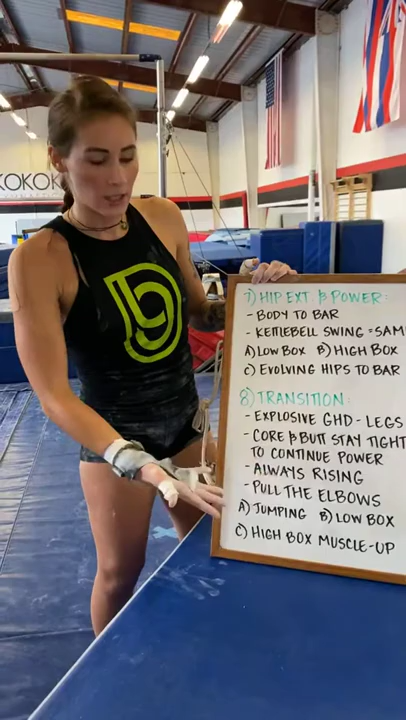 KOKOK
7) HIP EXT. & POWER:
- BODY TO BAR
- KETTLEBELL SWING = SAM
A) LOW BOX B) HIGH BOX
C) EVOLVING HIPS TO BAR
8) TRANSITION:
- EXPLOSIVE GHD - LEGS
- CORE & BUTT STAY TIGHT
TO CONTINUE POWER
- ALWAYS RISING
- PULL THE ELBOWS
A) JUMPING B) LOW BOX
C) HIGH BOX MUSCLE-UP